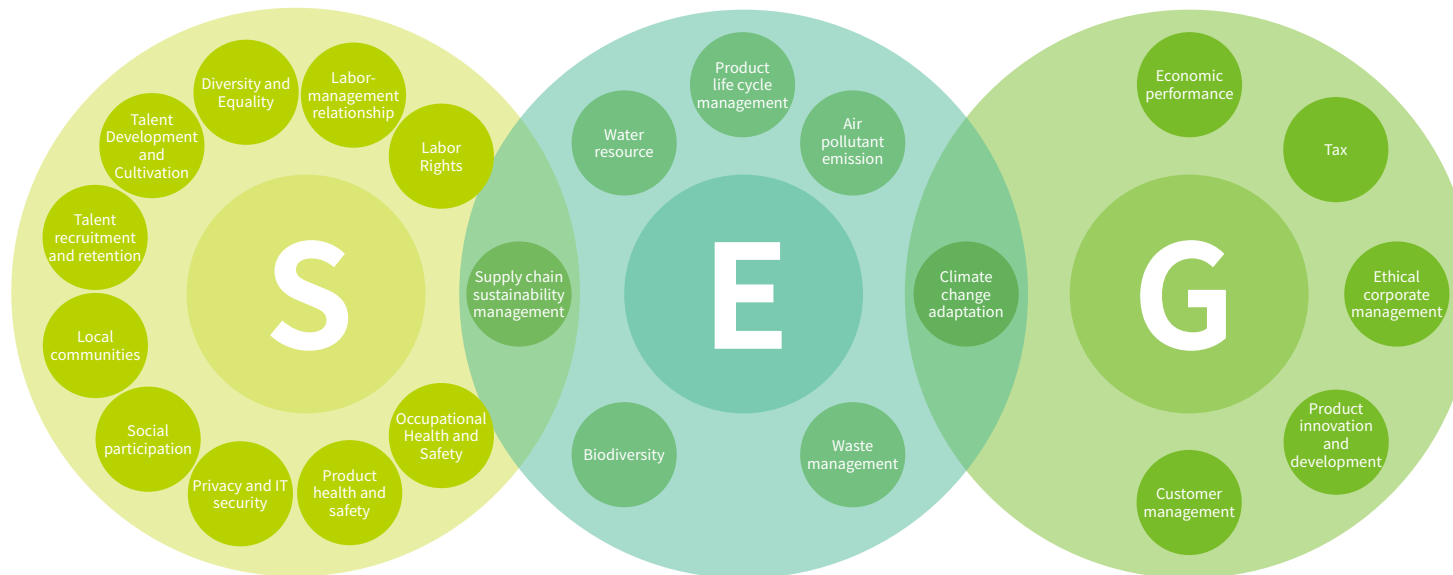 S
Diversity and
Equality
Labor-
management
relationship
Talent
Development
and
Cultivation
Labor
Rights
Talent
recruitment
and retention
Local
communities
Social
participation
Privacy and IT
security
Product
health and
safety
Occupational
Health and
Safety
Supply chain
sustainability
management
E
Product
life cycle
management
Water
resource
Air
pollutant
emission
Biodiversity
Waste
management
Climate
change
adaptation
G
Economic
performance
Tax
Ethical
corporate
management
Product
innovation
and
development
Customer
management